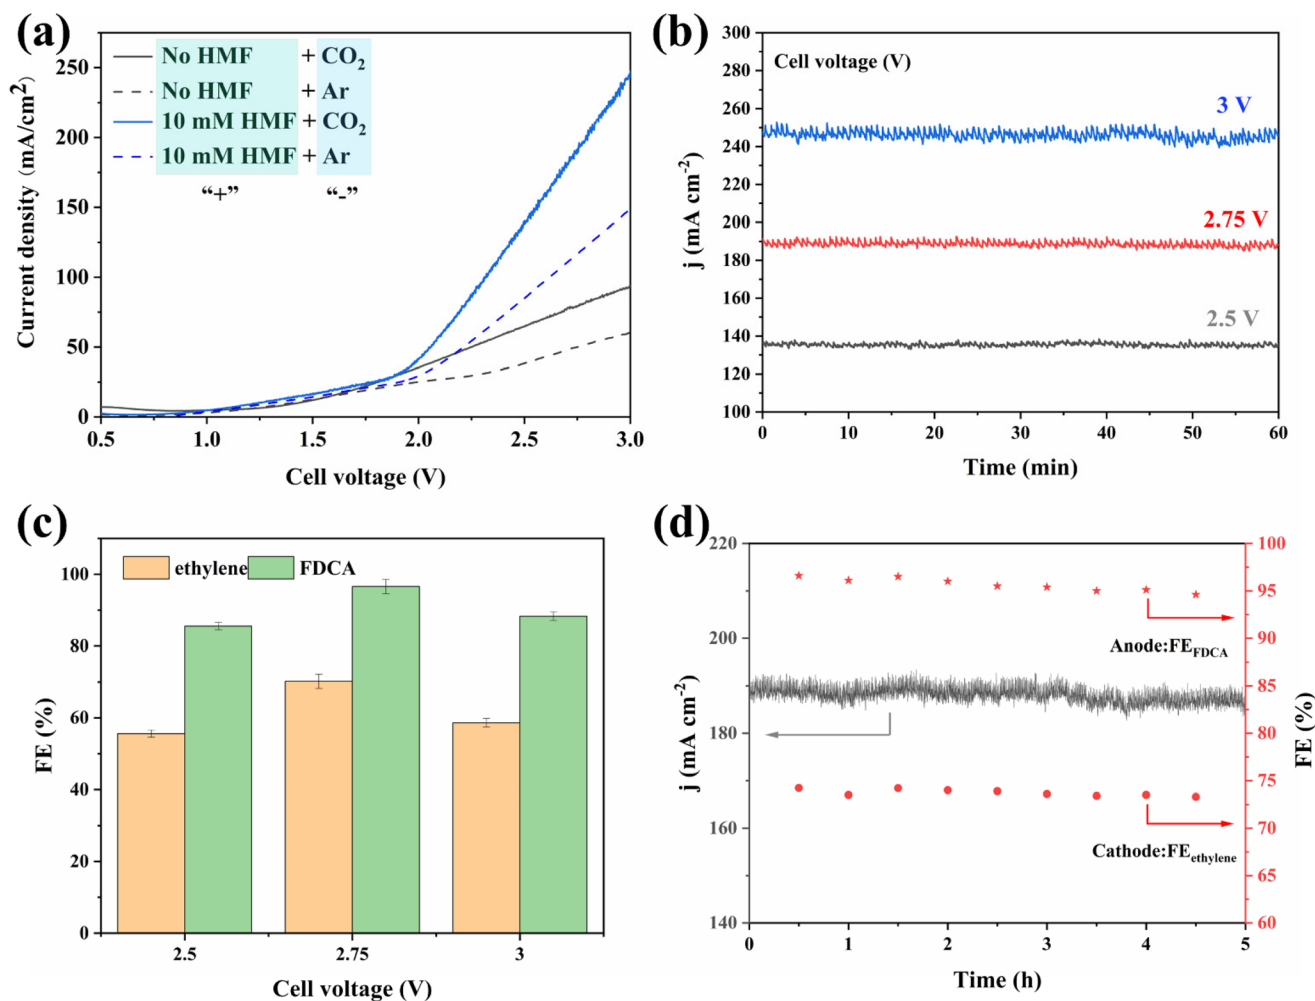 (a)
Current density (mA/cm²)
250
200
150
100
50
0
No HMF + CO₂
No HMF + Ar
10 mM HMF + CO₂
10 mM HMF + Ar
“+” “-”
0.5 1.0 1.5 2.0 2.5 3.0
Cell voltage (V)
(b)
j (mA cm⁻²)
300
280
260
240
220
200
180
160
140
120
100
Cell voltage (V)
3 V
2.75 V
2.5 V
0 10 20 30 40 50 60
Time (min)
(c)
FE (%)
100
80
60
40
20
0
ethylene FDCA
2.5 2.75 3
Cell voltage (V)
(d)
j (mA cm⁻²)
220
200
180
160
140
Anode:FE_FDCA
Cathode:FE_ethylene
100
95
90
85
80
75
70
65
60
FE (%)
0 1 2 3 4 5
Time (h)